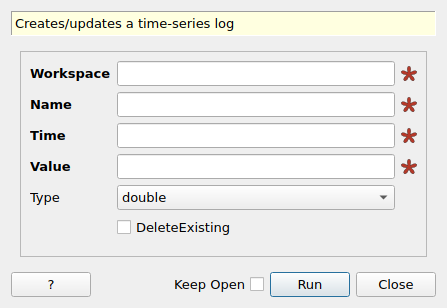 Creates/updates a time-series log
Workspace
Name
Time
Value
Type double
DeleteExisting
? Keep Open Run Close